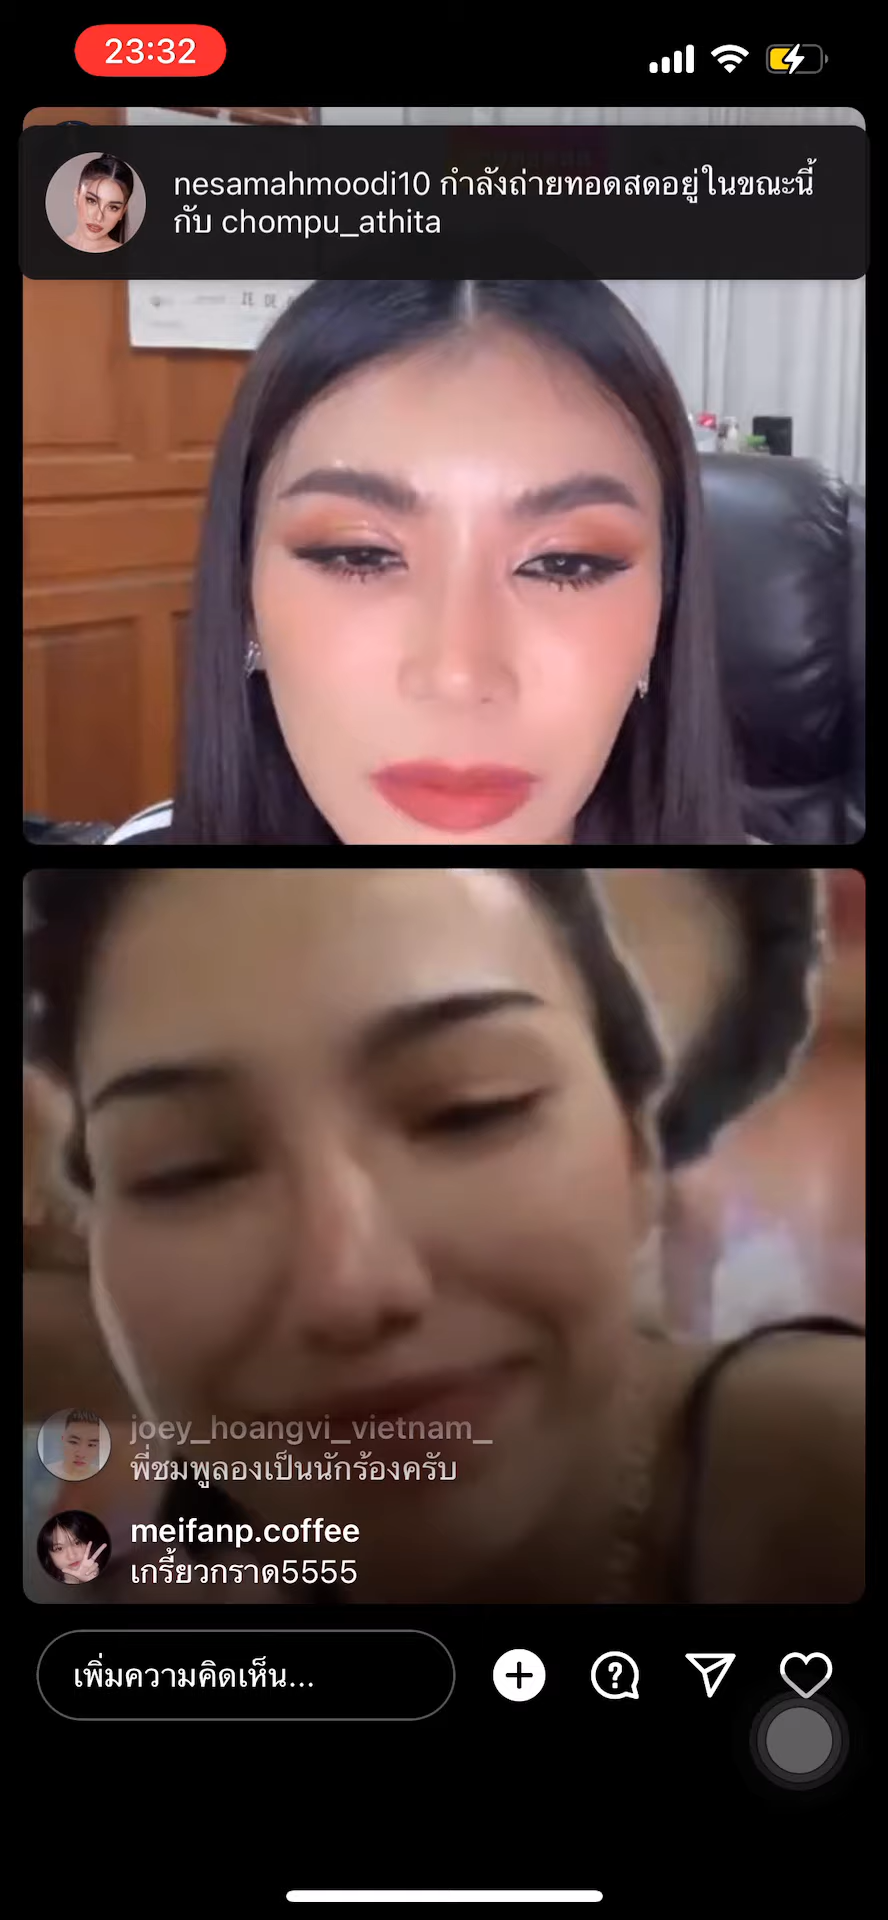 23:32
nesamahmoodi10 กำลังถ่ายทอดสดอยู่ในขณะนี้
กับ chompu_athita
joey_hoangvi_vietnam_
พี่ชมพูลองเป็นนักร้องครับ
meifanp.coffee
เกรี้ยวกราด5555
เพิ่มความคิดเห็น...